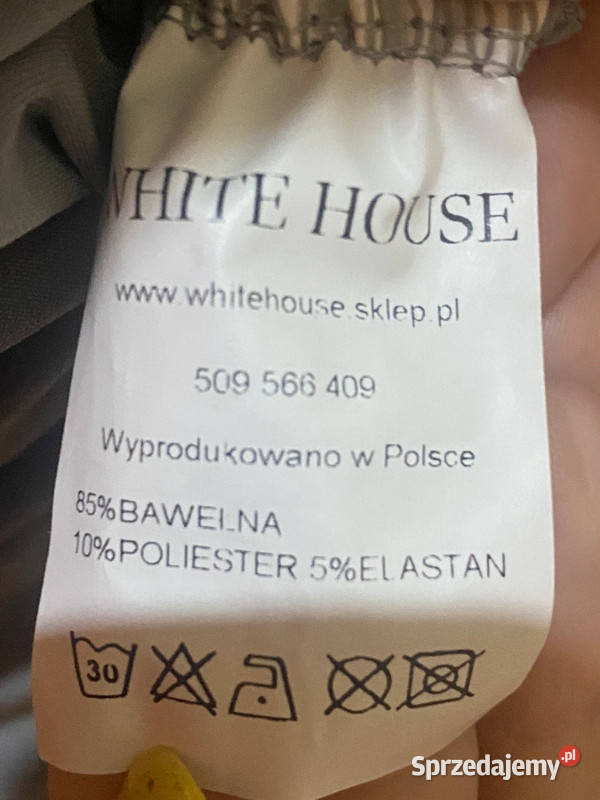 WHITE HOUSE
www.whitehouse.sklep.pl
509 566 409
Wyprodukowano w Polsce
85%BAWEŁNA
10%POLIESTER 5%ELASTAN
30
Sprzedajemy.pl